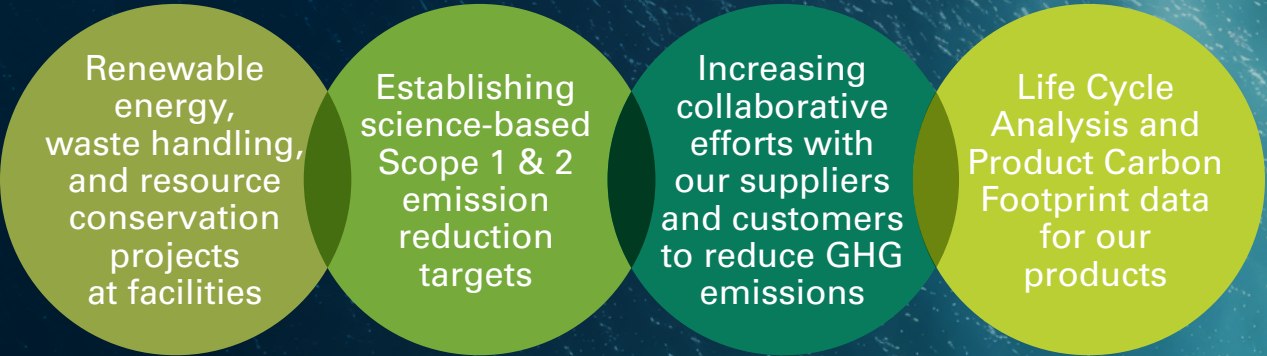 Renewable
energy,
waste handling,
and resource
conservation
projects
at facilities
Establishing
science-based
Scope 1 & 2
emission
reduction
targets
Increasing
collaborative
efforts with
our suppliers
and customers
to reduce GHG
emissions
Life Cycle
Analysis and
Product Carbon
Footprint data
for our
products